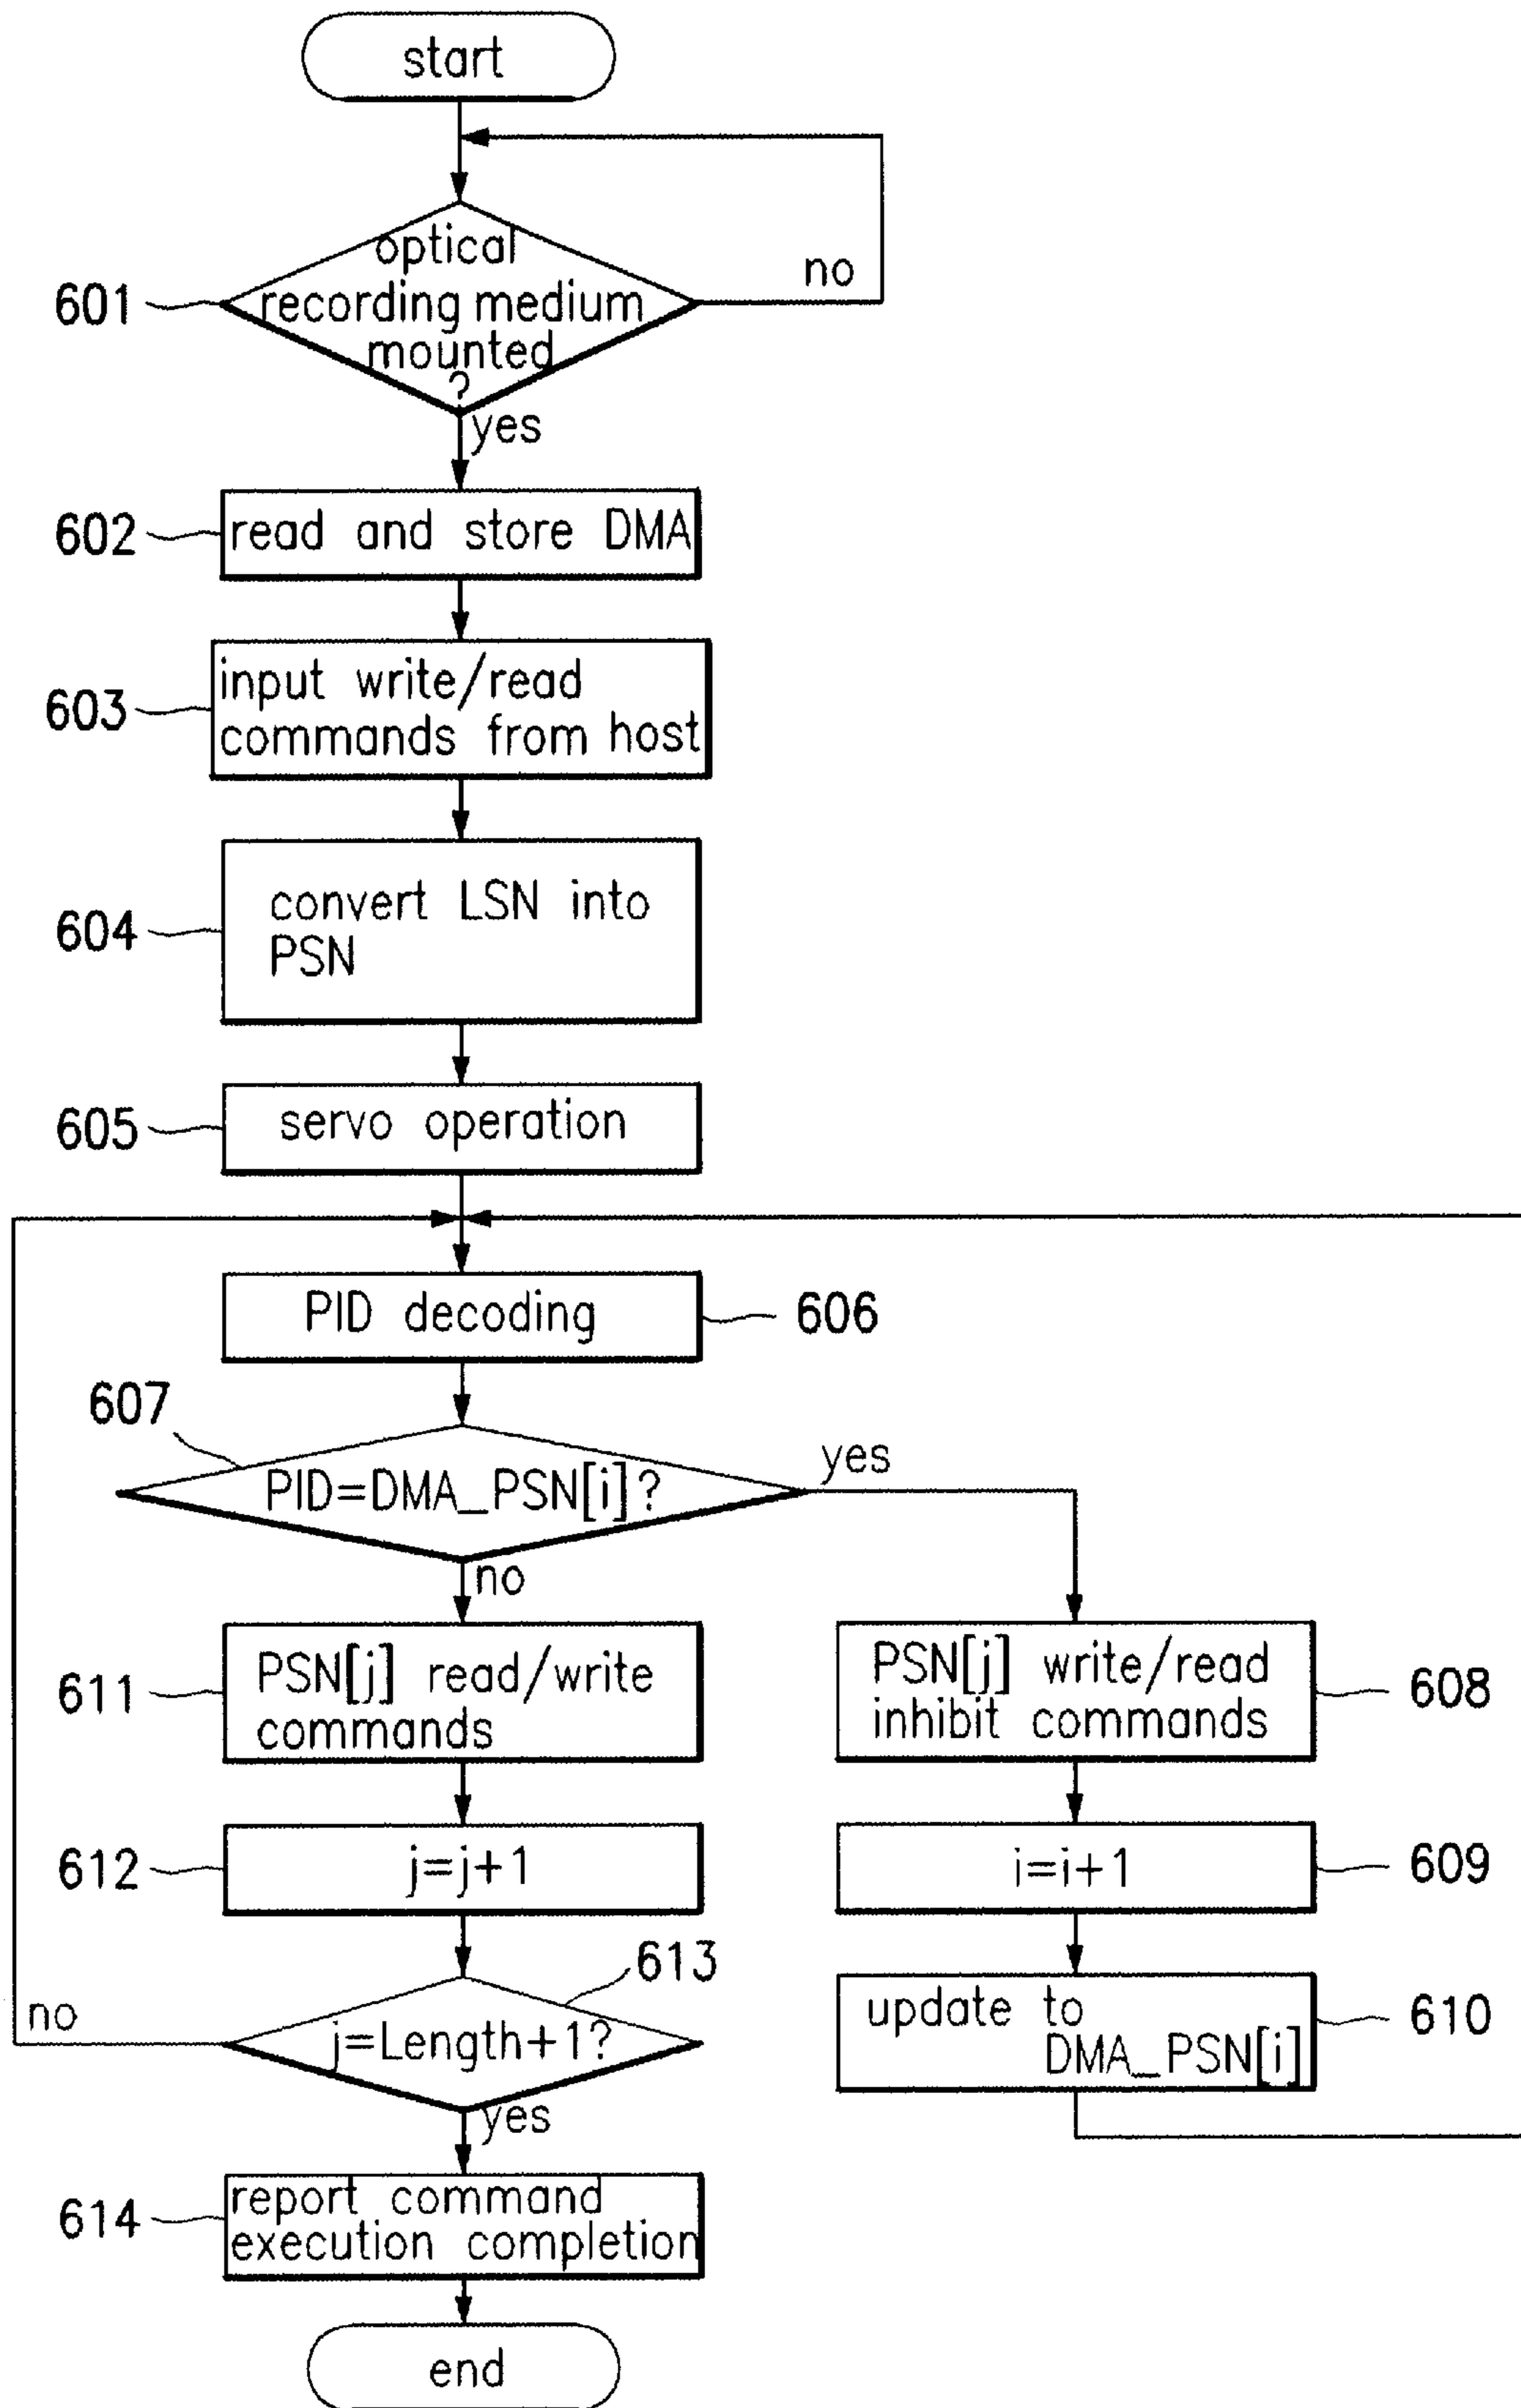 start
optical
recording medium
mounted
?
no
601
yes
602
read and store DMA
603
input write/read
commands from host
604
convert LSN into
PSN
605
servo operation
PID decoding
606
607
PID=DMA_PSN[i]?
yes
no
611
PSN[j] read/write
commands
PSN[j] write/read
inhibit commands
608
612
j=j+1
i=i+1
609
613
no
j=Length+1?
yes
update to
DMA_PSN[i]
610
614
report command
execution completion
end